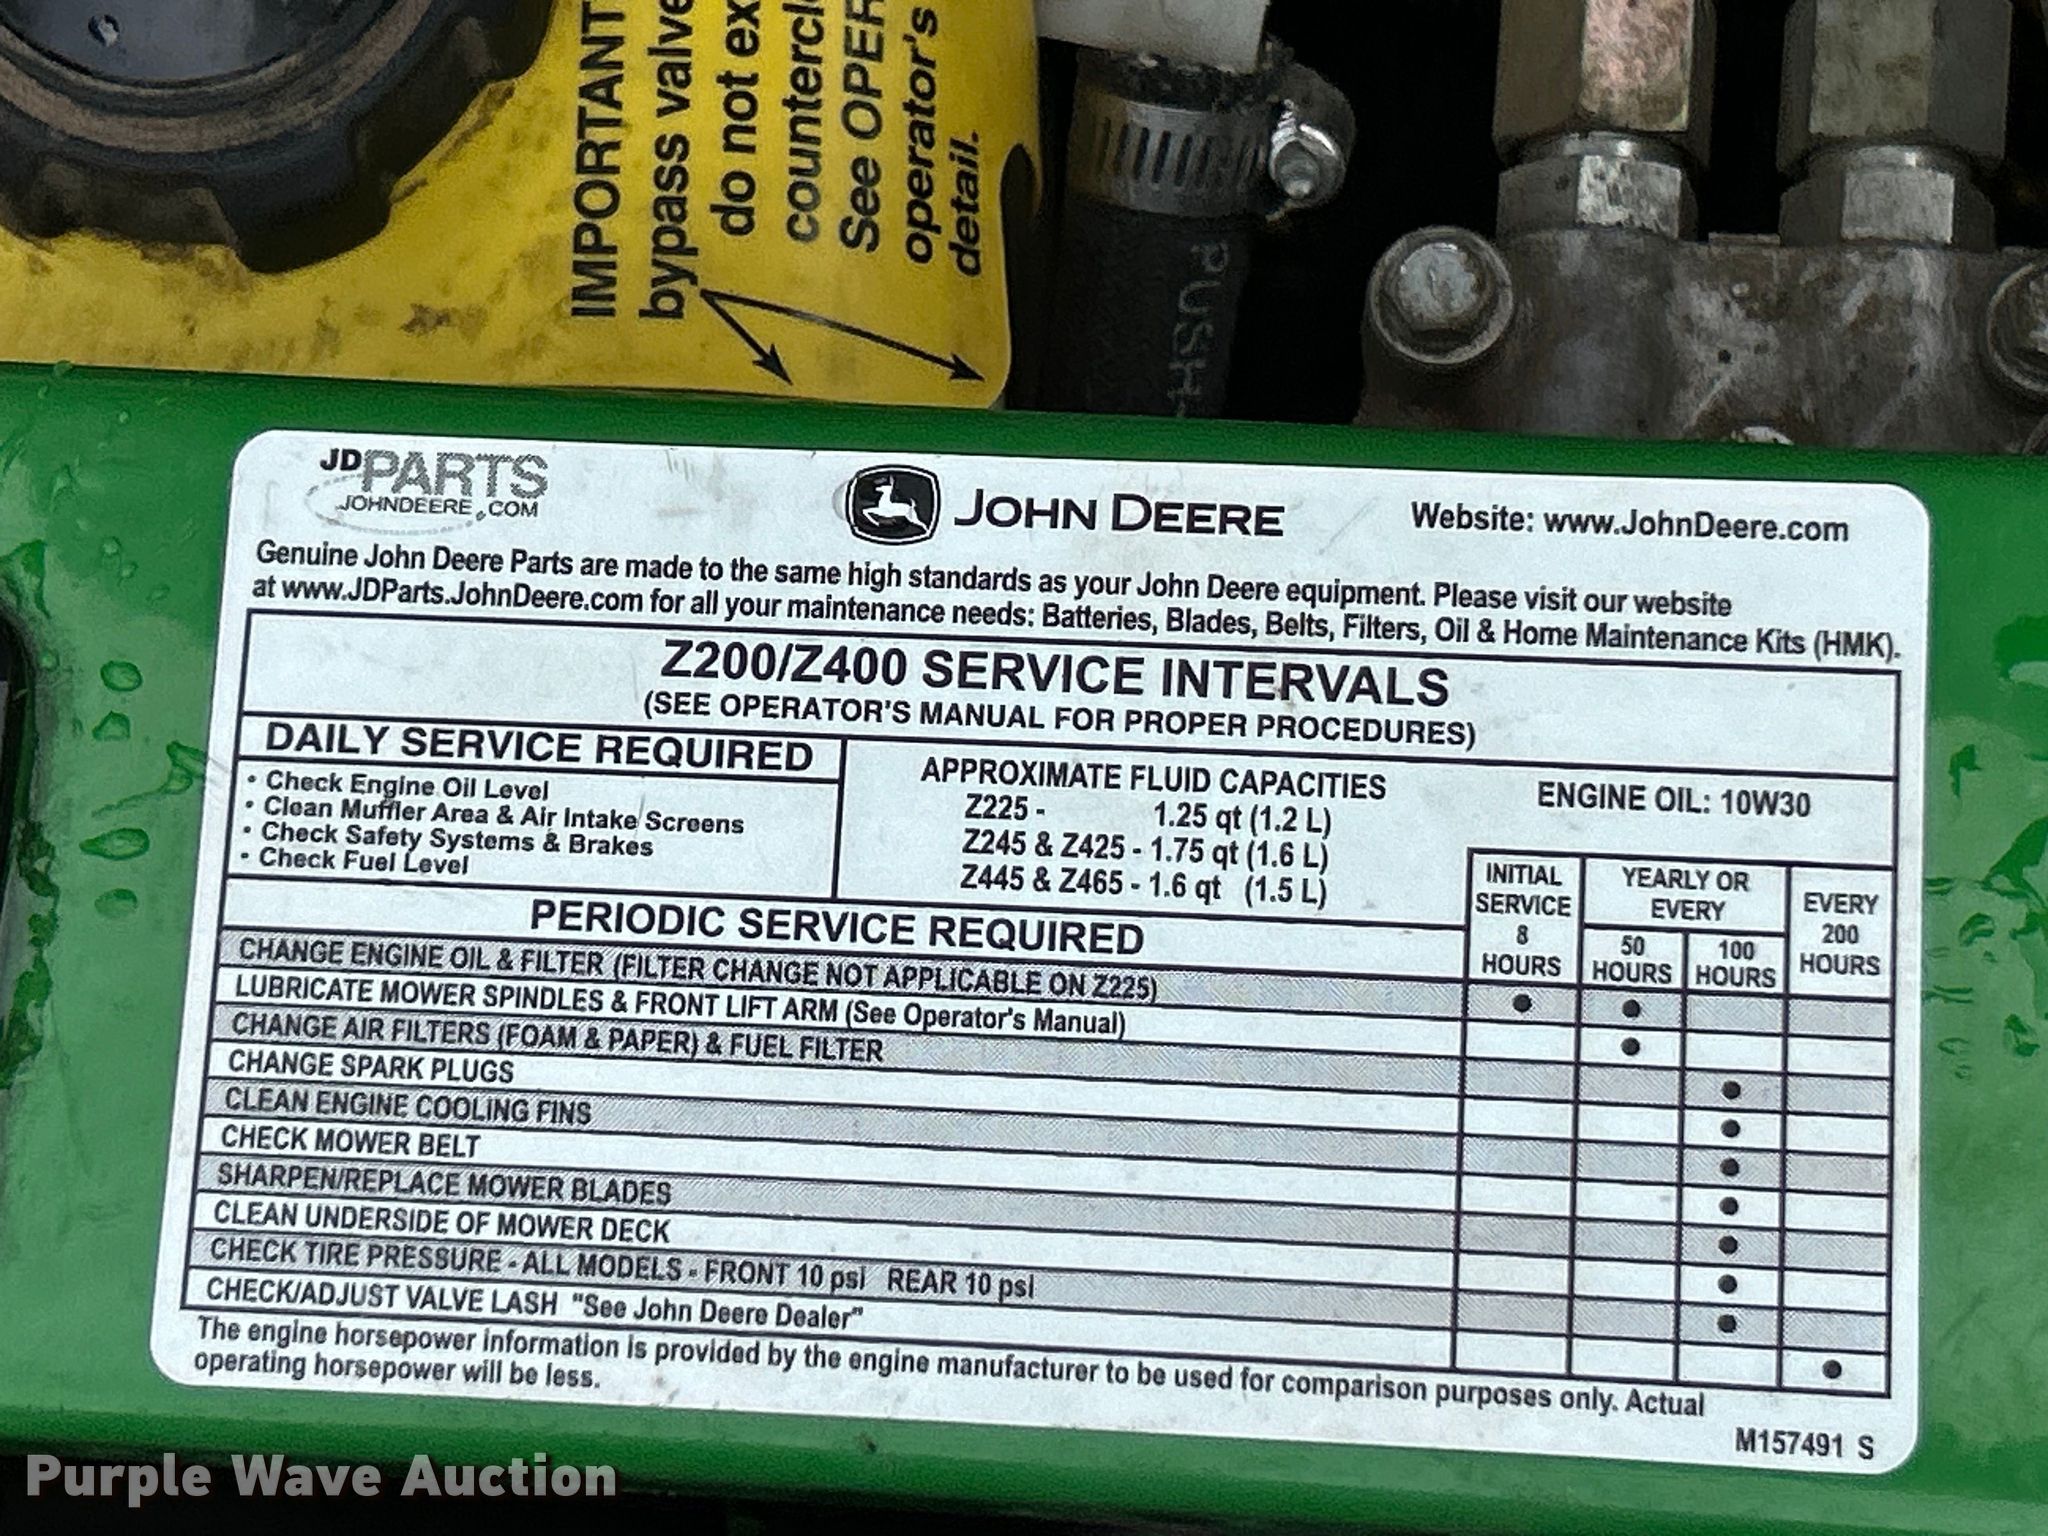 IMPORTANT
bypass valve
do not ex
countercl
See OPER
operator's
detail.
PUSH
JDPARTS
JOHNDEERE.COM
JOHN DEERE
Website: www.JohnDeere.com
Genuine John Deere Parts are made to the same high standards as your John Deere equipment. Please visit our website
at www.JDParts.JohnDeere.com for all your maintenance needs: Batteries, Blades, Belts, Filters, Oil & Home Maintenance Kits (HMK).
Z200/Z400 SERVICE INTERVALS
(SEE OPERATOR'S MANUAL FOR PROPER PROCEDURES)
DAILY SERVICE REQUIRED
• Check Engine Oil Level
• Clean Muffler Area & Air Intake Screens
• Check Safety Systems & Brakes
• Check Fuel Level
APPROXIMATE FLUID CAPACITIES
Z225 - 1.25 qt (1.2 L)
Z245 & Z425 - 1.75 qt (1.6 L)
Z445 & Z465 - 1.6 qt (1.5 L)
ENGINE OIL: 10W30
INITIAL
SERVICE
8
HOURS
YEARLY OR
EVERY
50
HOURS
100
HOURS
EVERY
200
HOURS
PERIODIC SERVICE REQUIRED
CHANGE ENGINE OIL & FILTER (FILTER CHANGE NOT APPLICABLE ON Z225) • •
LUBRICATE MOWER SPINDLES & FRONT LIFT ARM (See Operator's Manual) •
CHANGE AIR FILTERS (FOAM & PAPER) & FUEL FILTER •
CHANGE SPARK PLUGS •
CLEAN ENGINE COOLING FINS •
CHECK MOWER BELT •
SHARPEN/REPLACE MOWER BLADES •
CLEAN UNDERSIDE OF MOWER DECK •
CHECK TIRE PRESSURE - ALL MODELS - FRONT 10 psi REAR 10 psi •
CHECK/ADJUST VALVE LASH "See John Deere Dealer" •
The engine horsepower information is provided by the engine manufacturer to be used for comparison purposes only. Actual
operating horsepower will be less.
M157491 S
Purple Wave Auction